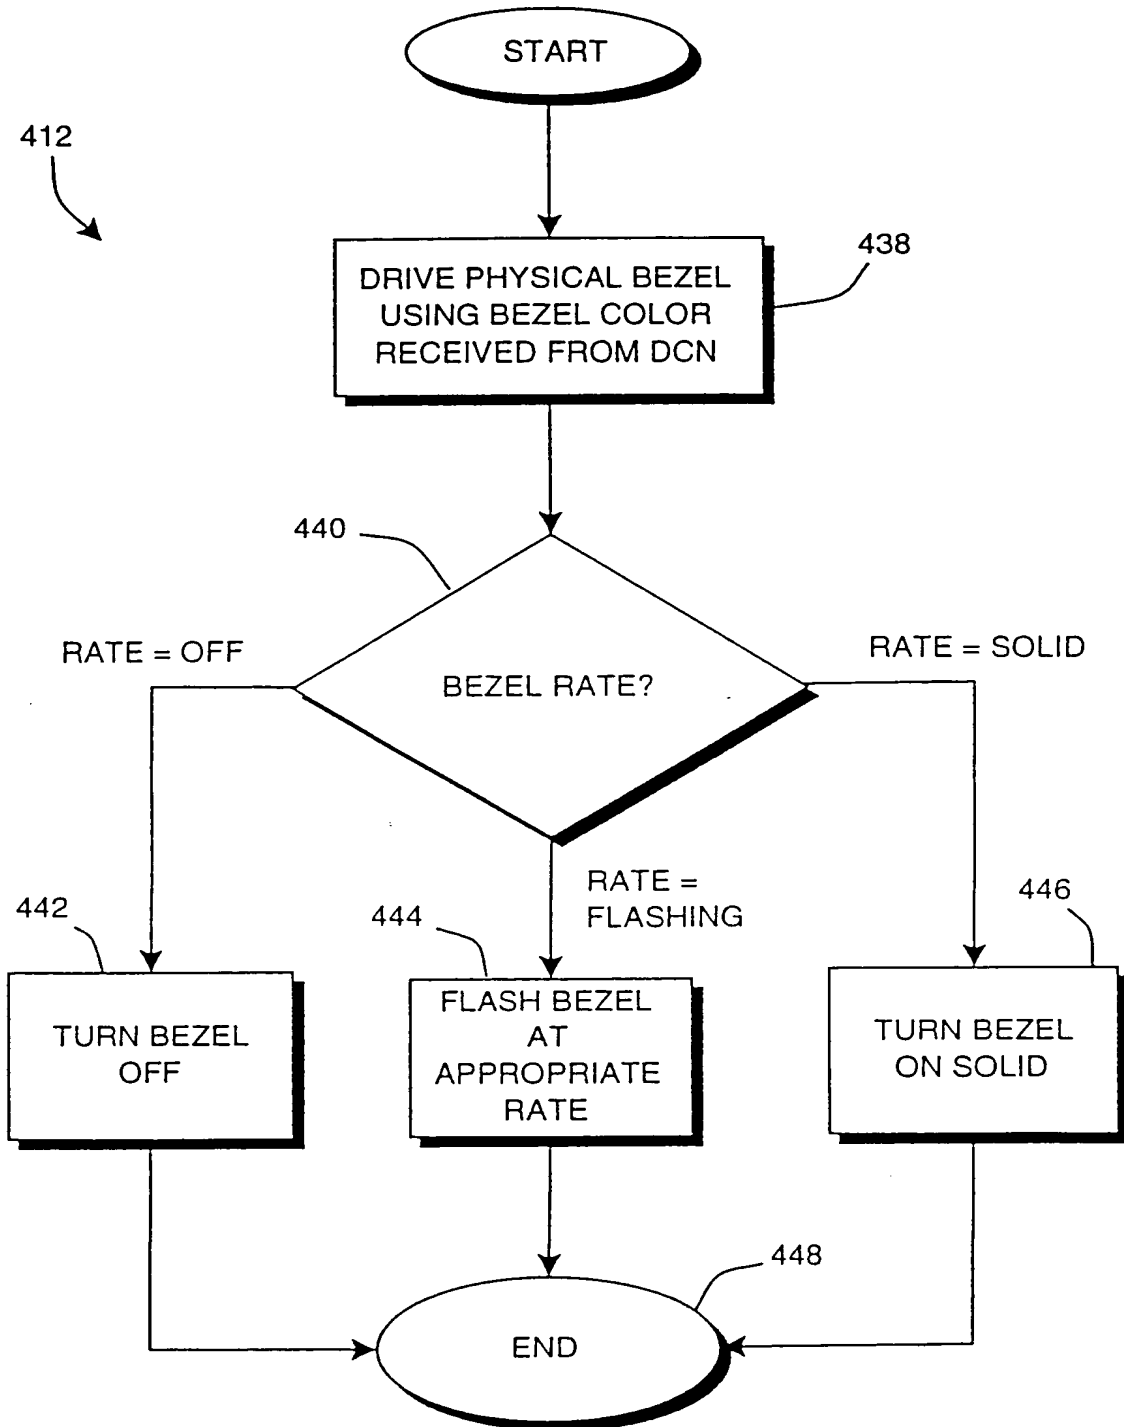 START
412
438
DRIVE PHYSICAL BEZEL
USING BEZEL COLOR
RECEIVED FROM DCN
440
RATE = OFF
RATE = SOLID
BEZEL RATE?
RATE =
FLASHING
442
444
446
TURN BEZEL
OFF
FLASH BEZEL
AT
APPROPRIATE
RATE
TURN BEZEL
ON SOLID
448
END